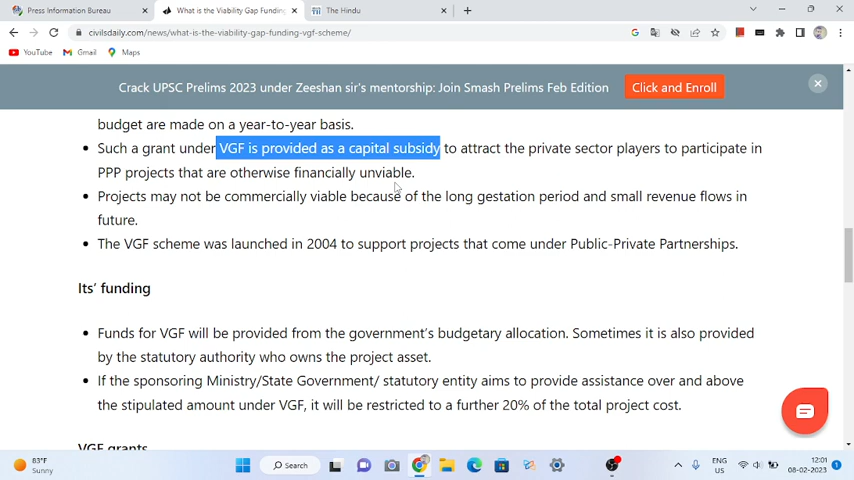 Press Information Bureau
What is the Viability Gap Funding
The Hindu
civilsdaily.com/news/what-is-the-viability-gap-funding-vgf-scheme/
YouTube
Gmail
Maps
Crack UPSC Prelims 2023 under Zeeshan sir's mentorship: Join Smash Prelims Feb Edition
Click and Enroll
budget are made on a year-to-year basis.
Such a grant under VGF is provided as a capital subsidy to attract the private sector players to participate in
PPP projects that are otherwise financially unviable.
Projects may not be commercially viable because of the long gestation period and small revenue flows in
future.
The VGF scheme was launched in 2004 to support projects that come under Public-Private Partnerships.
Its' funding
Funds for VGF will be provided from the government's budgetary allocation. Sometimes it is also provided
by the statutory authority who owns the project asset.
If the sponsoring Ministry/State Government/ statutory entity aims to provide assistance over and above
the stipulated amount under VGF, it will be restricted to a further 20% of the total project cost.
VGF grants
83°F
Sunny
Search
ENG
US
12:01
08-02-2023
1